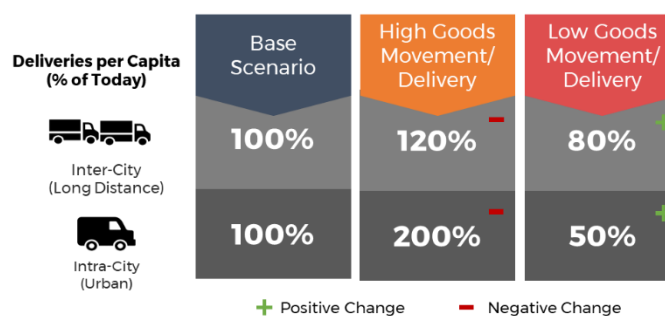 Deliveries per Capita
(% of Today)
Base
Scenario
High Goods
Movement/
Delivery
Low Goods
Movement/
Delivery
Inter-City
(Long Distance)
100%
120%
80%
Intra-City
(Urban)
100%
200%
50%
+ Positive Change
− Negative Change